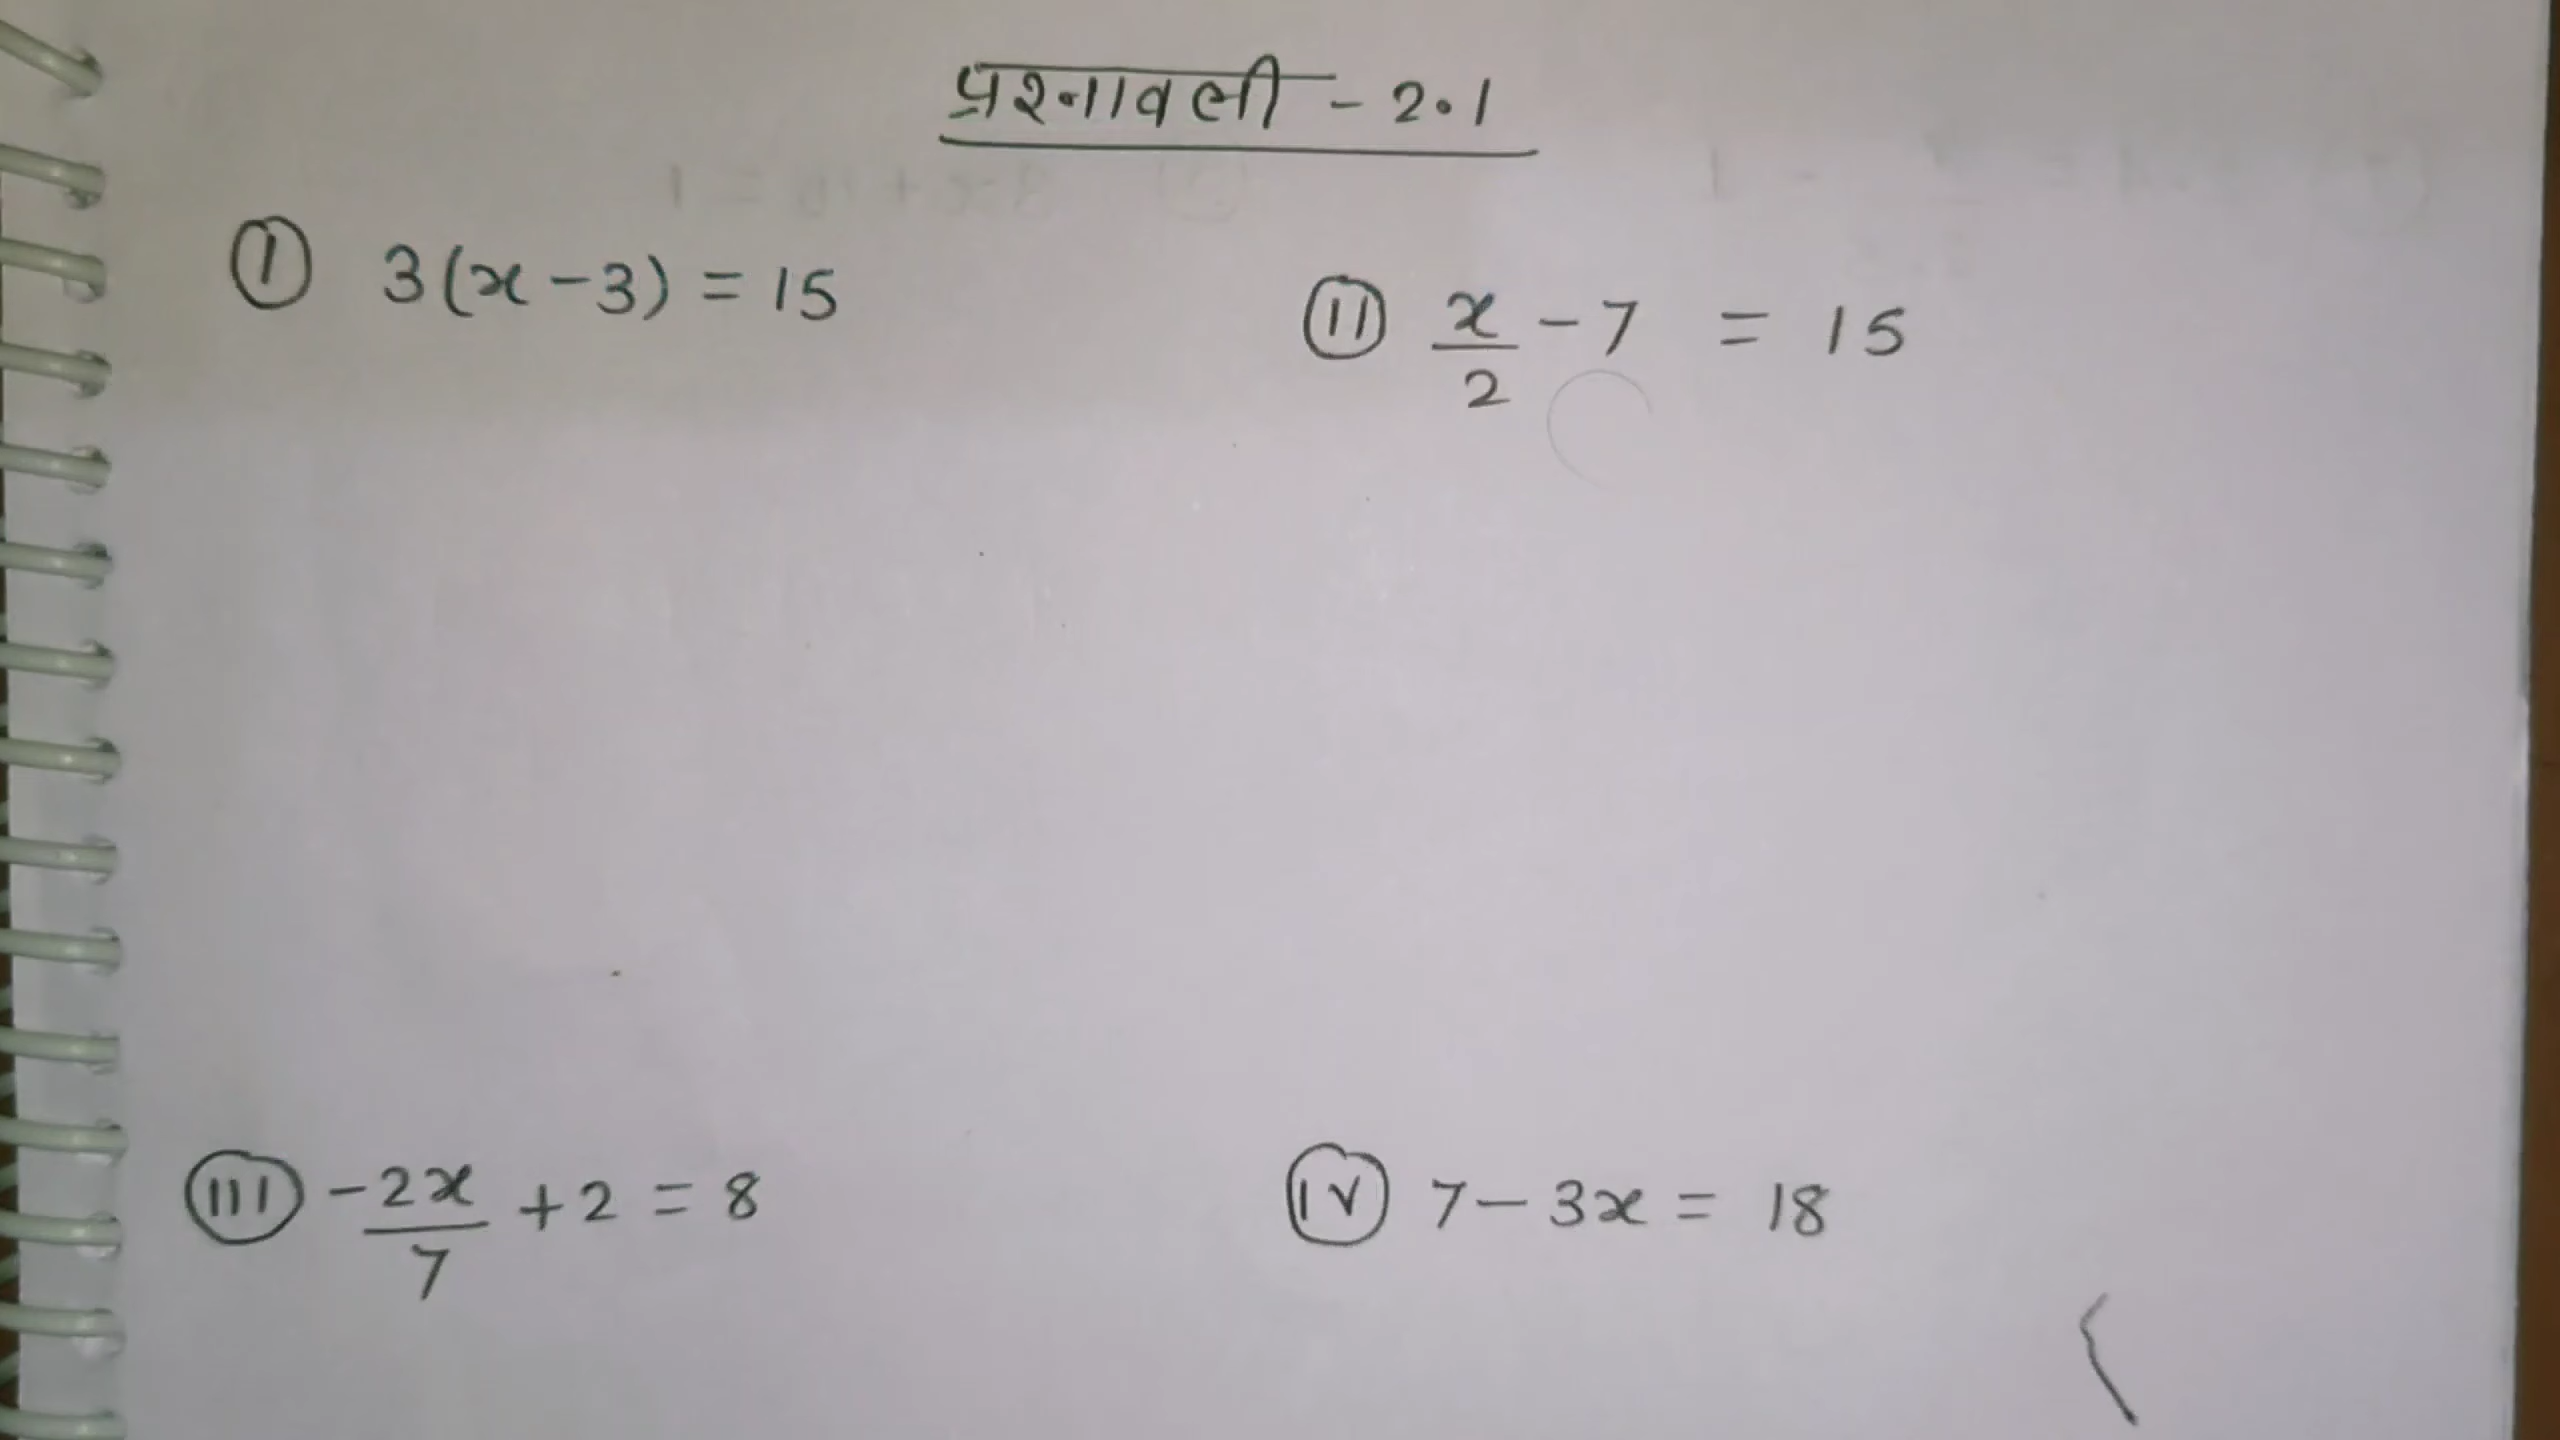 प्रश्नावली - 2.1
(I) 3(x-3) = 15
(II) x/2 - 7 = 15
(III) -2x/7 + 2 = 8
(IV) 7 - 3x = 18